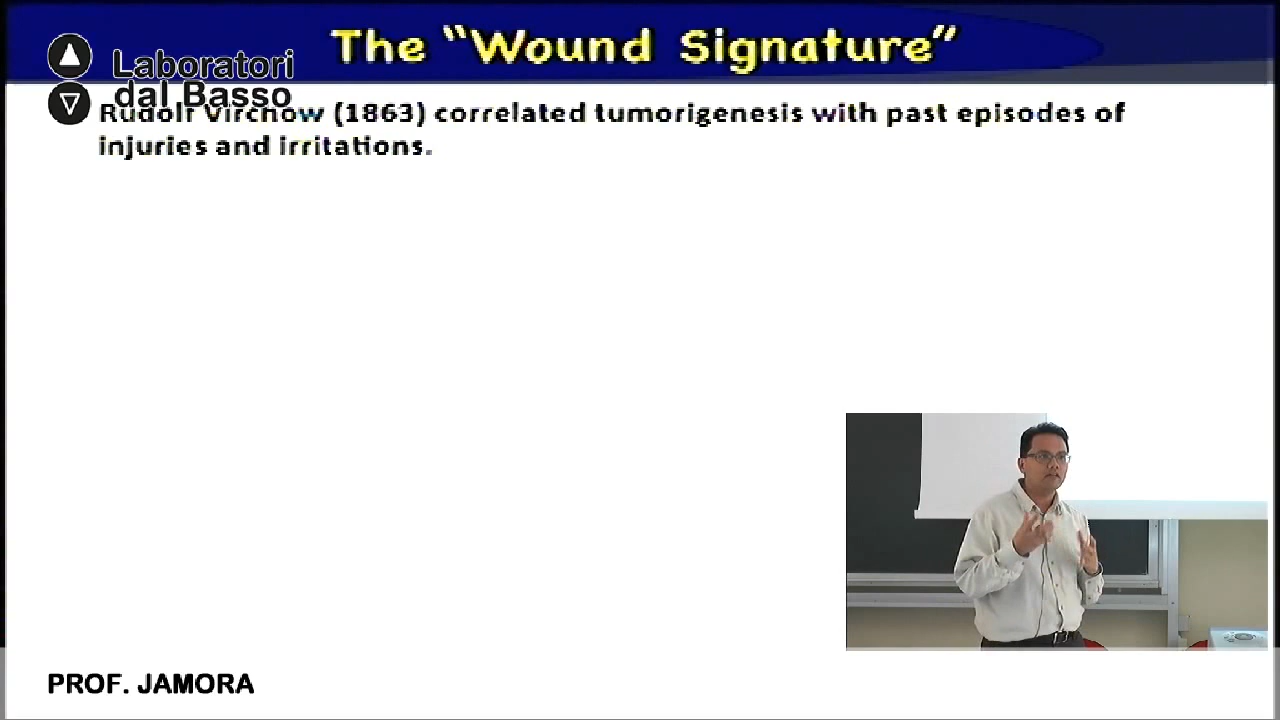 The “Wound Signature”
Laboratori
dal Basso
Rudolf Virchow (1863) correlated tumorigenesis with past episodes of
injuries and irritations.
PROF. JAMORA